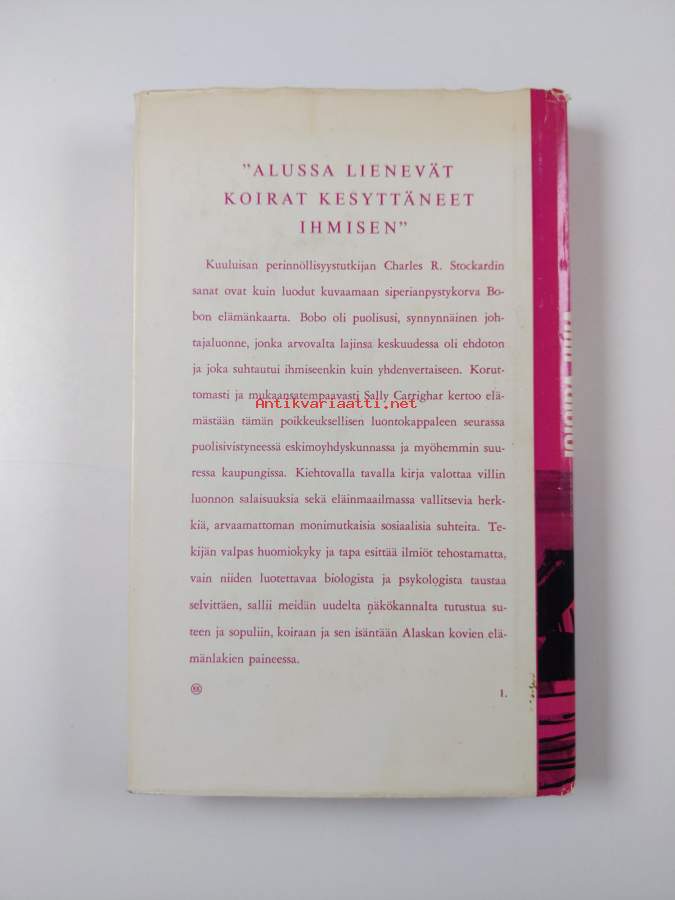 ”ALUSSA LIENEVÄT
KOIRAT KESYTTÄNEET
IHMISEN”
Kuuluisan perinnöllisyystutkijan Charles R. Stockardin
sanat ovat kuin luodut kuvaamaan siperianpystykorva Bo-
bon elämänkaarta. Bobo oli puolisusi, synnynnäinen joh-
tajaluonne, jonka arvovalta lajinsa keskuudessa oli ehdoton
ja joka suhtautui ihmiseenkin kuin yhdenvertaiseen. Korut-
tomasti ja mukaansatempaavasti Sally Carrighar kertoo elä-
Antikvariaatti.net
mästään tämän poikkeuksellisen luontokappaleen seurassa
puolisivistyneessä eskimoyhdyskunnassa ja myöhemmin suu-
ressa kaupungissa. Kiehtovalla tavalla kirja valottaa villin
luonnon salaisuuksia sekä eläinmaailmassa vallitsevia herk-
kiä, arvaamattoman monimutkaisia sosiaalisia suhteita. Te-
kijän valpas huomiokyky ja tapa esittää ilmiöt tehostamatta,
vain niiden luotettavaa biologista ja psykologista taustaa
selvittäen, sallii meidän uudelta näkökannalta tutustua su-
teen ja sopuliin, koiraan ja sen isäntään Alaskan kovien elä-
mänlakien paineessa.
1.